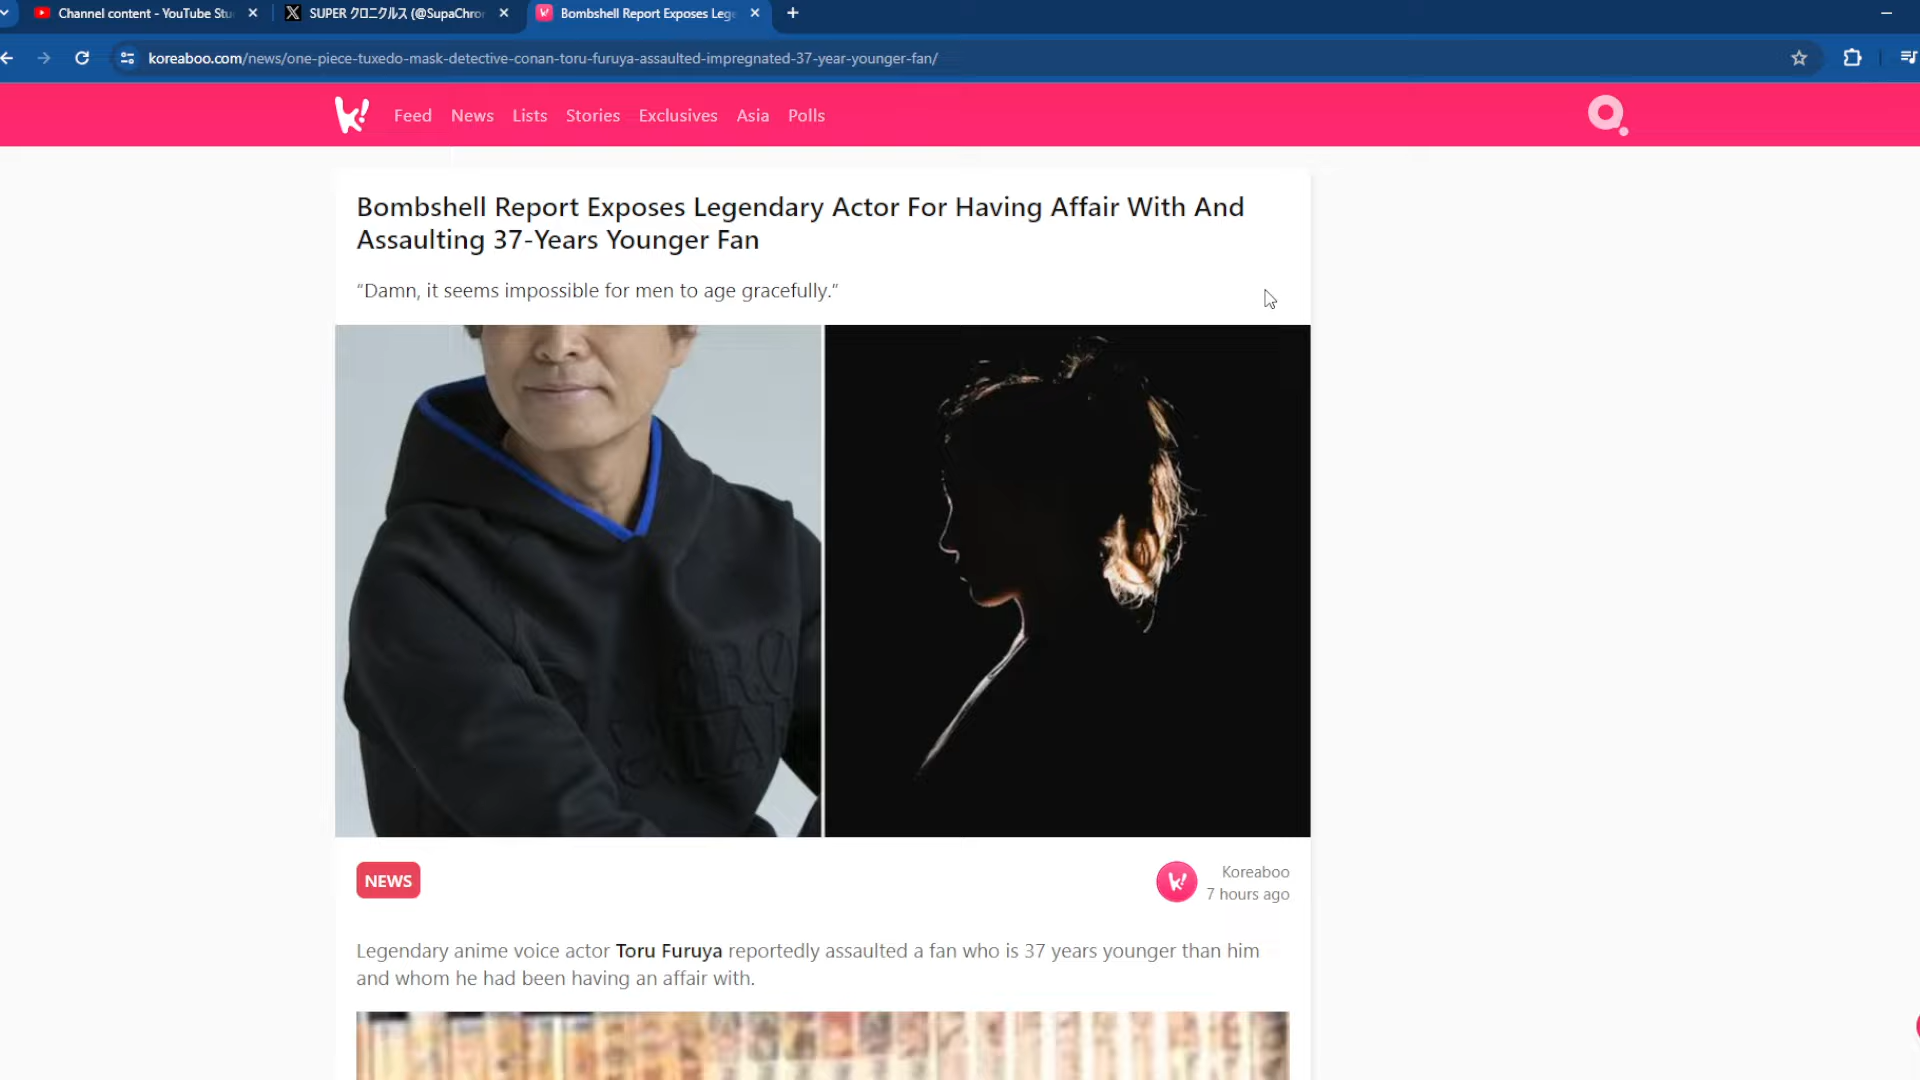 Channel content - YouTube Stu
SUPER クロニクルス (@SupaChron
Bombshell Report Exposes Lege
koreaboo.com/news/one-piece-tuxedo-mask-detective-conan-toru-furuya-assaulted-impregnated-37-year-younger-fan/
k! Feed News Lists Stories Exclusives Asia Polls
Bombshell Report Exposes Legendary Actor For Having Affair With And
Assaulting 37-Years Younger Fan
“Damn, it seems impossible for men to age gracefully.”
NEWS
k! Koreaboo
7 hours ago
Legendary anime voice actor Toru Furuya reportedly assaulted a fan who is 37 years younger than him
and whom he had been having an affair with.